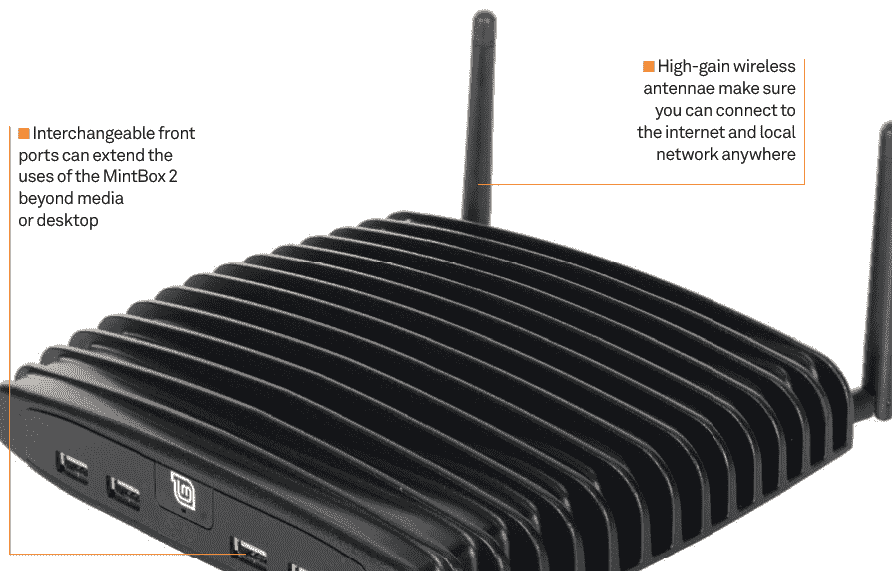 High-gain wireless
antennae make sure
you can connect to
the internet and local
network anywhere
Interchangeable front
ports can extend the
uses of the MintBox 2
beyond media
or desktop